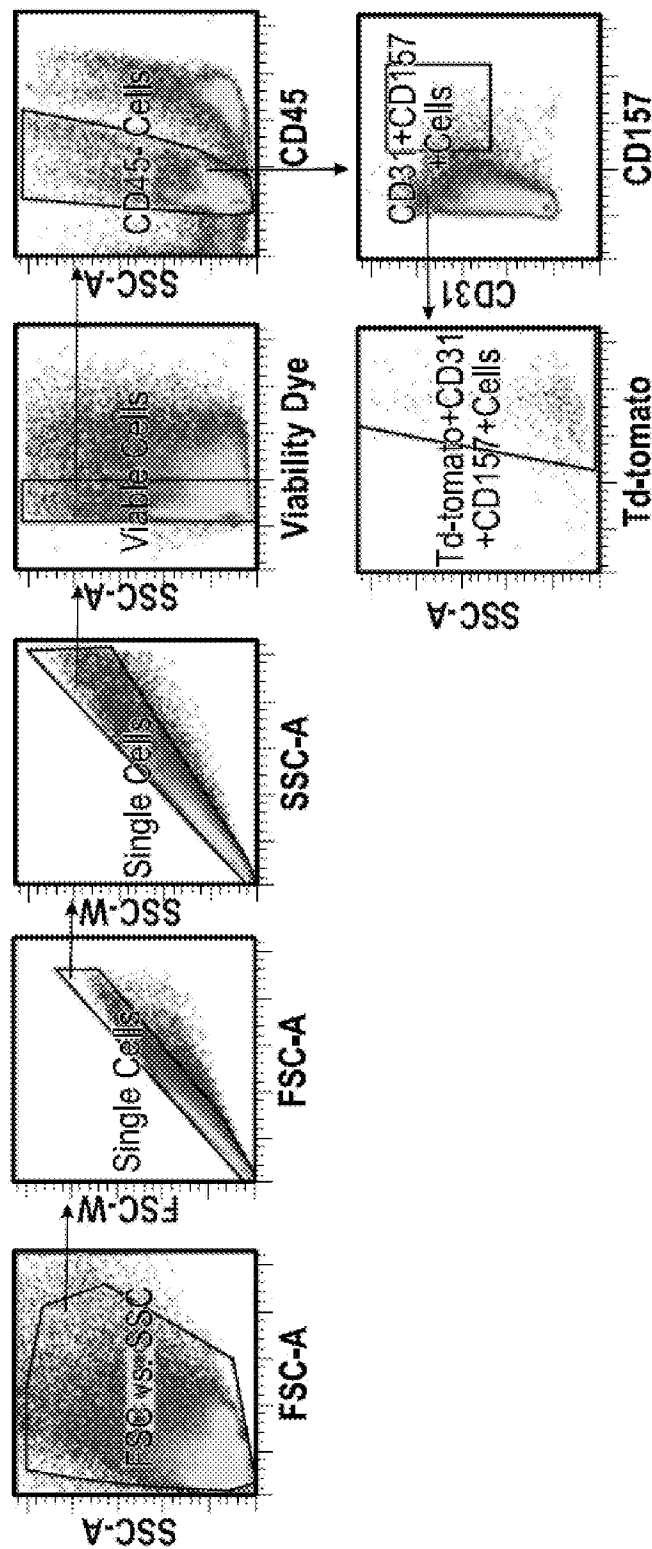 SSC-A
FSC vs. SSC
FSC-A
FSC-W
Single Cells
FSC-A
SSC-W
Single Cells
SSC-A
SSC-A
Viable Cells
Viability Dye
SSC-A
CD45- Cells
CD45
CD31
CD31+CD157
+Cells
CD157
SSC-A
Td-tomato+CD31
+CD157+Cells
Td-tomato